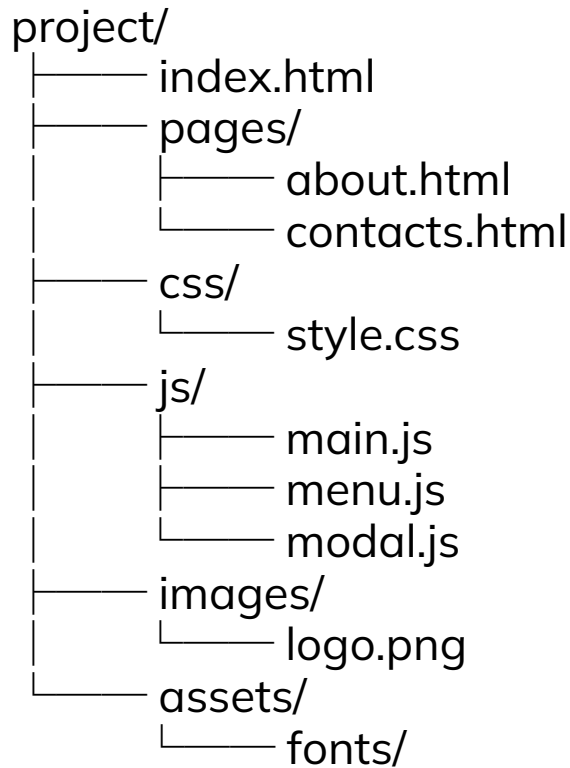 project/
├── index.html
├── pages/
│   ├── about.html
│   └── contacts.html
├── css/
│   └── style.css
├── js/
│   ├── main.js
│   ├── menu.js
│   └── modal.js
├── images/
│   └── logo.png
└── assets/
    └── fonts/